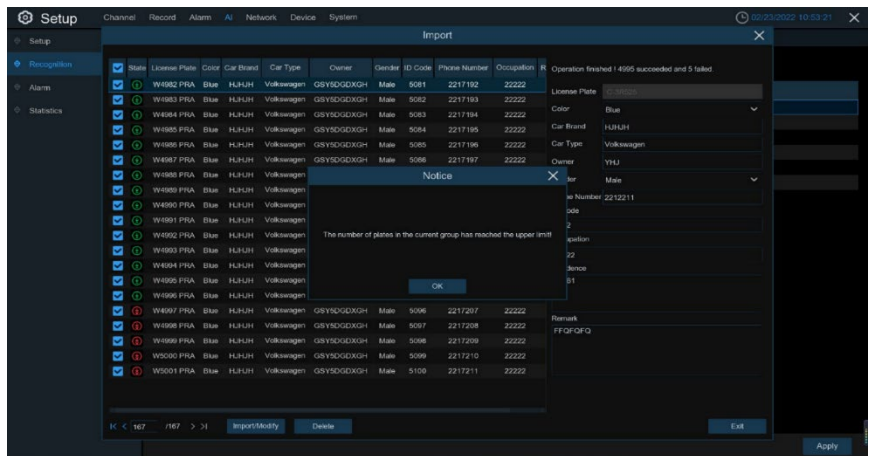 Setup Channel Record Alarm AI Network Device System 02/23/2022 10:53:21
Setup
Import
Recognition
Alarm
Statistics
State License Plate Color Car Brand Car Type Owner Gender ID Code Phone Number Occupation R
Operation finished ! 4995 succeeded and 5 failed.
W4982 PRA Blue HJHJH Volkswagen GSY5DGDXGH Male 5081 2217192 22222
W4983 PRA Blue HJHJH Volkswagen GSY5DGDXGH Male 5082 2217193 22222
W4984 PRA Blue HJHJH Volkswagen GSY5DGDXGH Male 5083 2217194 22222
W4985 PRA Blue HJHJH Volkswagen GSY5DGDXGH Male 5084 2217195 22222
W4986 PRA Blue HJHJH Volkswagen GSY5DGDXGH Male 5085 2217196 22222
W4987 PRA Blue HJHJH Volkswagen GSY5DGDXGH Male 5086 2217197 22222
W4988 PRA Blue HJHJH Volkswagen
W4989 PRA Blue HJHJH Volkswagen
W4990 PRA Blue HJHJH Volkswagen
W4991 PRA Blue HJHJH Volkswagen
W4992 PRA Blue HJHJH Volkswagen
W4993 PRA Blue HJHJH Volkswagen
W4994 PRA Blue HJHJH Volkswagen
W4995 PRA Blue HJHJH Volkswagen
W4996 PRA Blue HJHJH Volkswagen
W4997 PRA Blue HJHJH Volkswagen GSY5DGDXGH Male 5096 2217207 22222
W4998 PRA Blue HJHJH Volkswagen GSY5DGDXGH Male 5097 2217208 22222
W4999 PRA Blue HJHJH Volkswagen GSY5DGDXGH Male 5098 2217209 22222
W5000 PRA Blue HJHJH Volkswagen GSY5DGDXGH Male 5099 2217210 22222
W5001 PRA Blue HJHJH Volkswagen GSY5DGDXGH Male 5100 2217211 22222
License Plate
Color Blue
Car Brand HJHJH
Car Type Volkswagen
Owner YHJ
Male
Number 2212211
Remark
FFQFQFQ
Notice
The number of plates in the current group has reached the upper limit!
OK
167 /167 Import/Modify Delete Exit
Apply